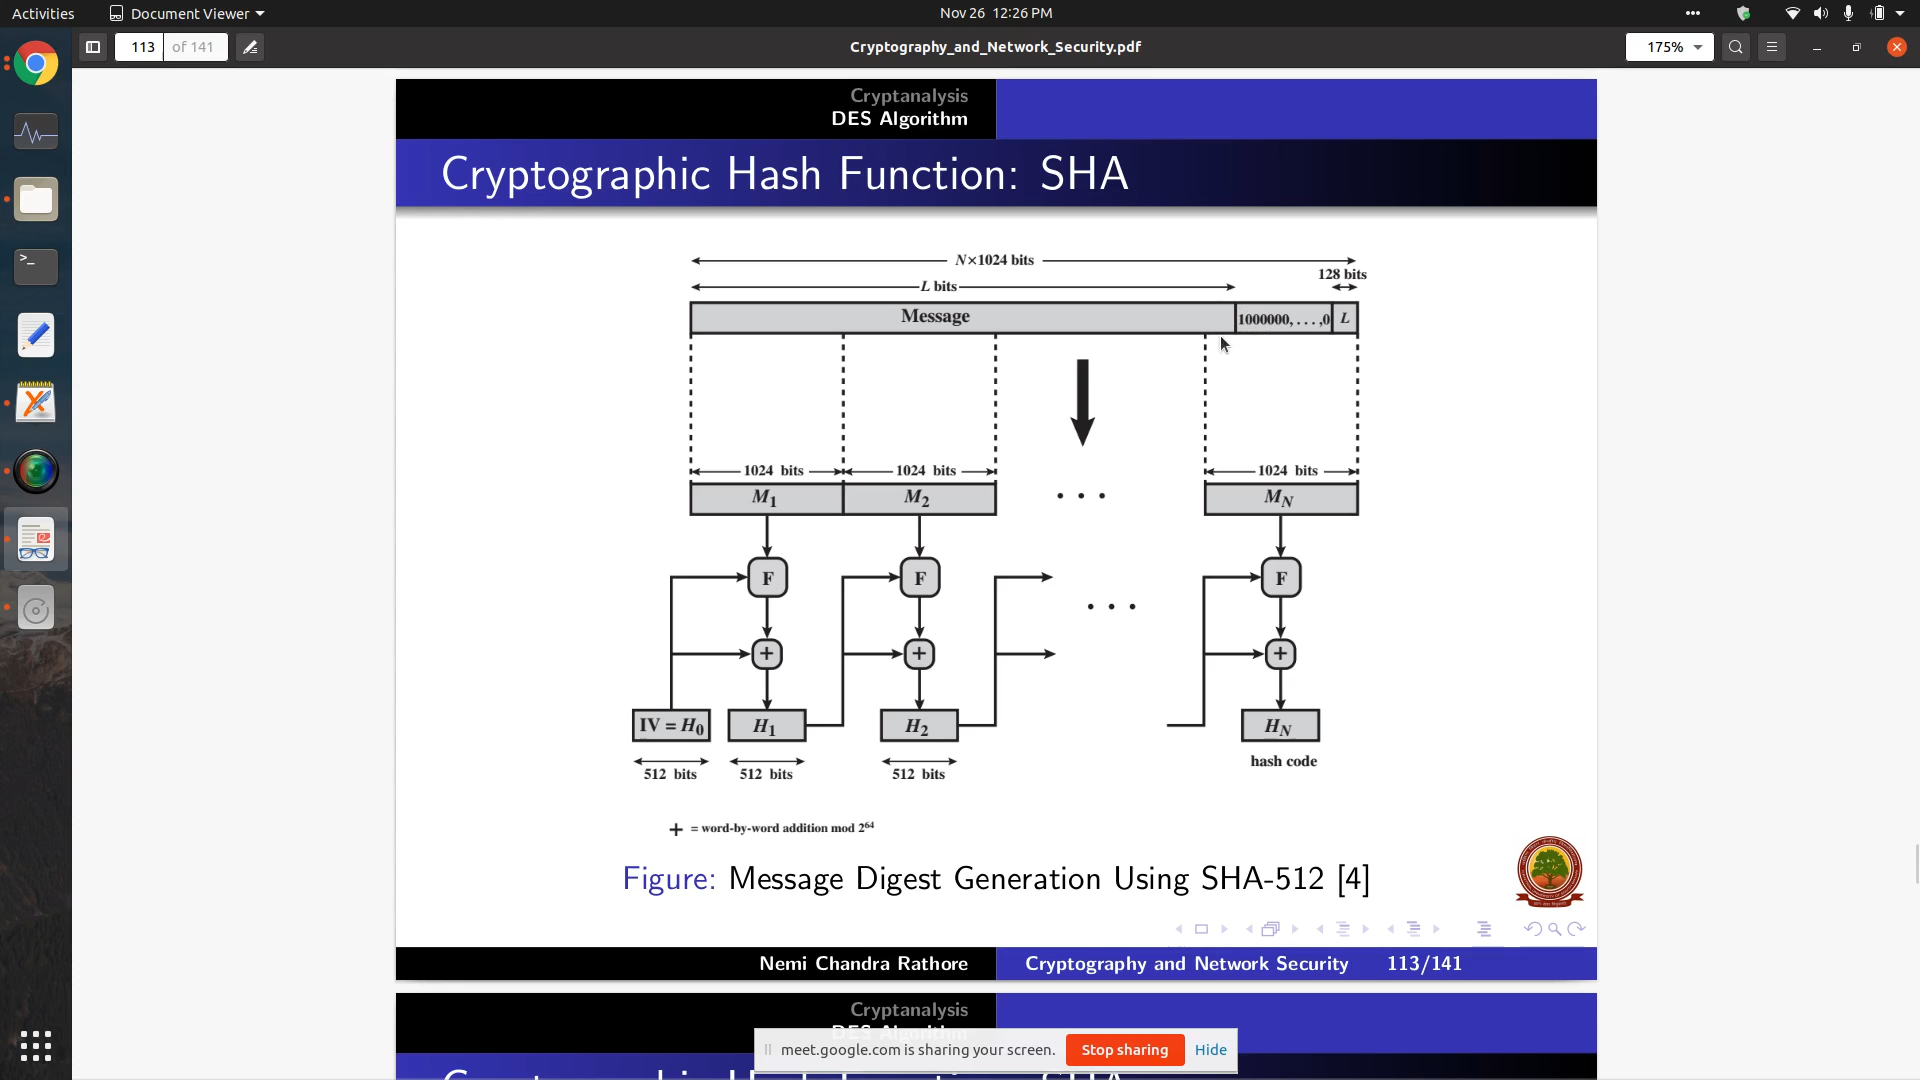 Activities Document Viewer Nov 26 12:26 PM
113 of 141 Cryptography_and_Network_Security.pdf 175%
Cryptanalysis
DES Algorithm
Cryptographic Hash Function: SHA
N×1024 bits
128 bits
L bits
Message 1000000, . . . ,0 L
1024 bits 1024 bits 1024 bits
M1 M2 . . . MN
F F F
. . .
+ + +
IV = H0 H1 H2 HN
hash code
512 bits 512 bits 512 bits
+ = word-by-word addition mod 2^64
Figure: Message Digest Generation Using SHA-512 [4]
Nemi Chandra Rathore Cryptography and Network Security 113/141
Cryptanalysis
DES Algorithm
meet.google.com is sharing your screen. Stop sharing Hide